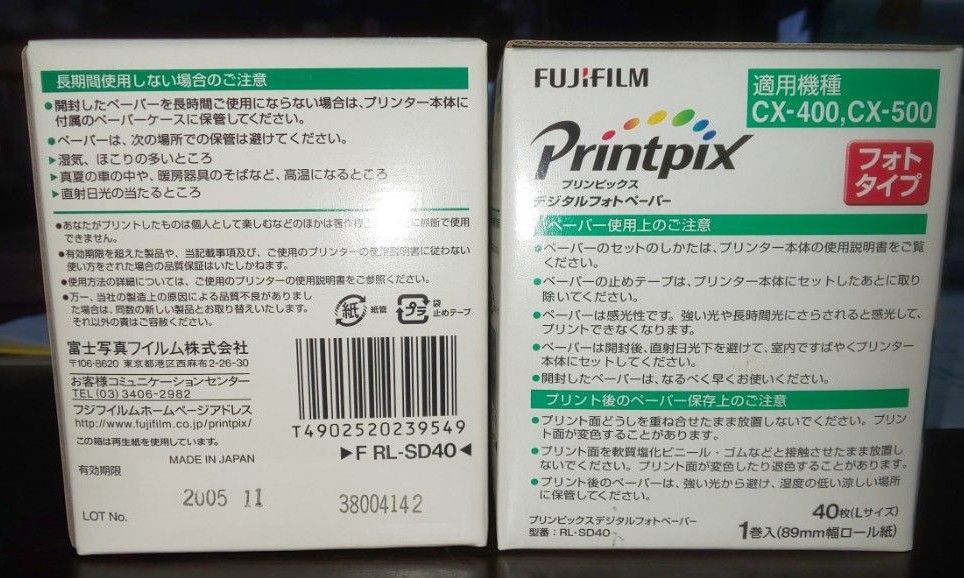 長期間使用しない場合のご注意
●開封したペーパーを長時間ご使用にならない場合は、プリンター本体に
付属のペーパーケースに保管してください。
●ペーパーは、次の場所での保管は避けてください。
▶湿気、ほこりの多いところ
▶真夏の車の中や、暖房器具のそばなど、高温になるところ
▶直射日光の当たるところ
●あなたがプリントしたものは個人として楽しむなどのほかは著作権上 に無断で使用
できません。
●有効期限を超えた製品や、当記載事項及び、ご使用のプリンターの使用説明書に従わない
使い方をされた場合の品質保証はいたしかねます。
●使用方法の詳細については、ご使用のプリンターの使用説明書をご参照ください。
●万一、当社の製造上の原因による品質不良がありまし
た場合は、同数の新しい製品とお取り替えいたします。
それ以外の責はご容赦ください。
紙 紙管
プラ 袋
止めテープ
富士写真フイルム株式会社
〒106-8620 東京都港区西麻布2-26-30
お客様コミュニケーションセンター
TEL (03) 3406-2982
フジフイルムホームページアドレス
http://www.fujifilm.co.jp/printpix/
この箱は再生紙を使用しています。
T4902520239549
▶F RL-SD40◀
MADE IN JAPAN
有効期限
2005 11
38004142
LOT No.
FUJIFILM
適用機種
CX-400,CX-500
Printpix
プリンピックス
デジタルフォトペーパー
フォト
タイプ
ペーパー使用上のご注意
●ペーパーのセットのしかたは、プリンター本体の使用説明書をご覧
ください。
●ペーパーの止めテープは、プリンター本体にセットしたあとに取り
除いてください。
●ペーパーは感光性です。強い光や長時間光にさらされると感光して、
プリントできなくなります。
●ペーパーは開封後、直射日光下を避けて、室内ですばやくプリンター
本体にセットしてください。
●開封したペーパーは、なるべく早くお使いください。
プリント後のペーパー保存上のご注意
●プリント面どうしを重ね合せたまま放置しないでください。プリン
ト面が変色することがあります。
●プリント面を軟質塩化ビニール・ゴムなどと接触させたまま放置し
ないでください。プリント面が変色したり退色することがあります。
●プリント後のペーパーは、強い光から避け、湿度の低い涼しい場所
に保管してください。
プリンピックスデジタルフォトペーパー
型番：RL-SD40
40枚(Lサイズ)
1巻入(89mm幅ロール紙)